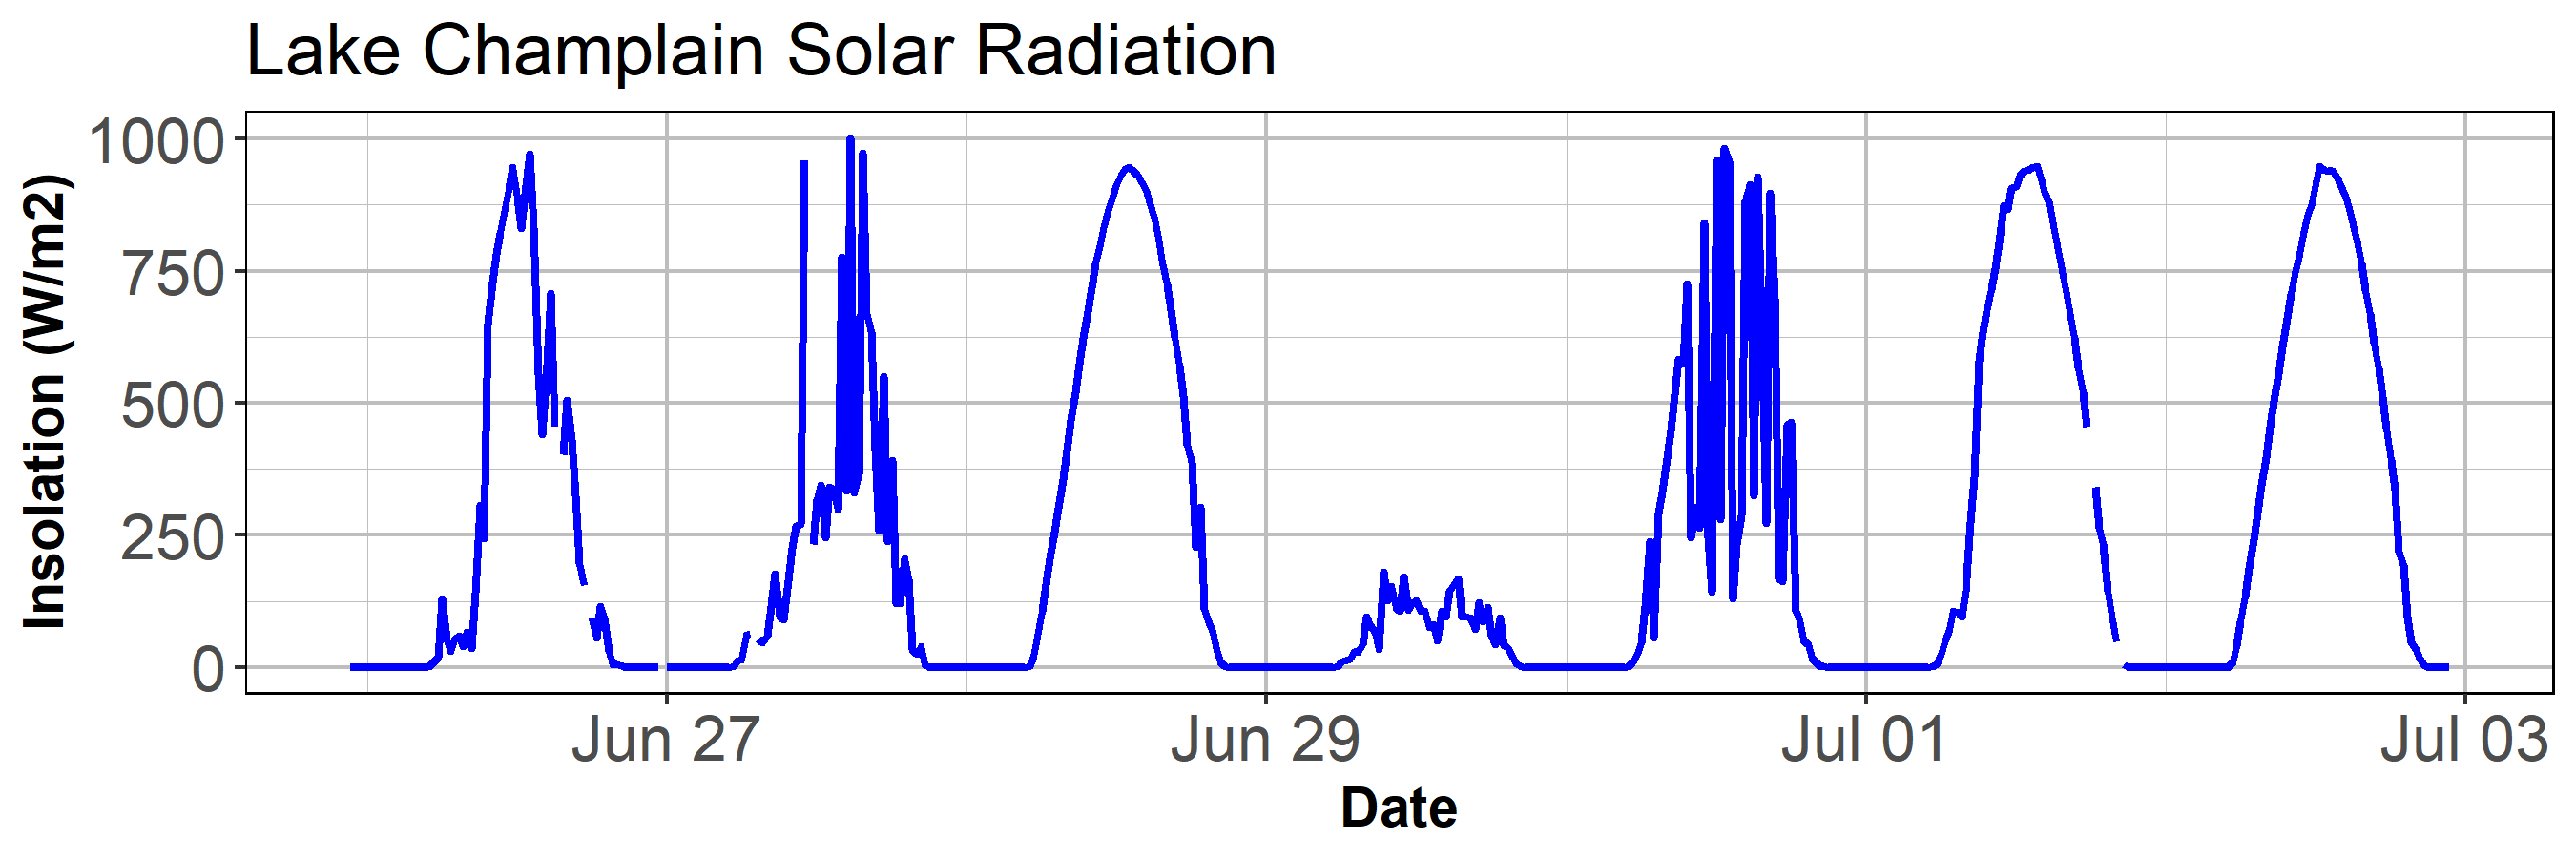 Lake Champlain Solar Radiation
Insolation (W/m2)
1000
750
500
250
0
Jun 27 Jun 29 Jul 01 Jul 03
Date